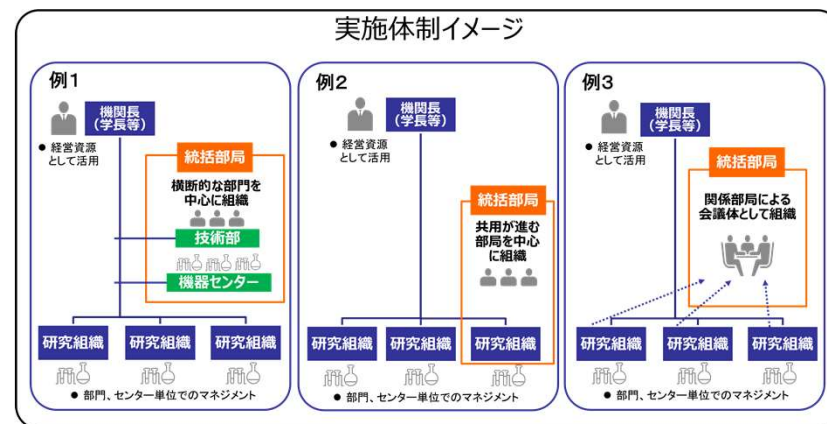 実施体制イメージ
例1
機関長
(学長等)
● 経営資源
として活用
統括部局
横断的な部門を
中心に組織
技術部
機器センター
研究組織
研究組織
研究組織
● 部門、センター単位でのマネジメント
例2
機関長
(学長等)
統括部局
共用が進む
部局を中心
に組織
研究組織
研究組織
研究組織
● 部門、センター単位でのマネジメント
例3
機関長
(学長等)
● 経営資源
として活用
統括部局
関係部局による
会議体として組織
研究組織
研究組織
研究組織
● 部門、センター単位でのマネジメント